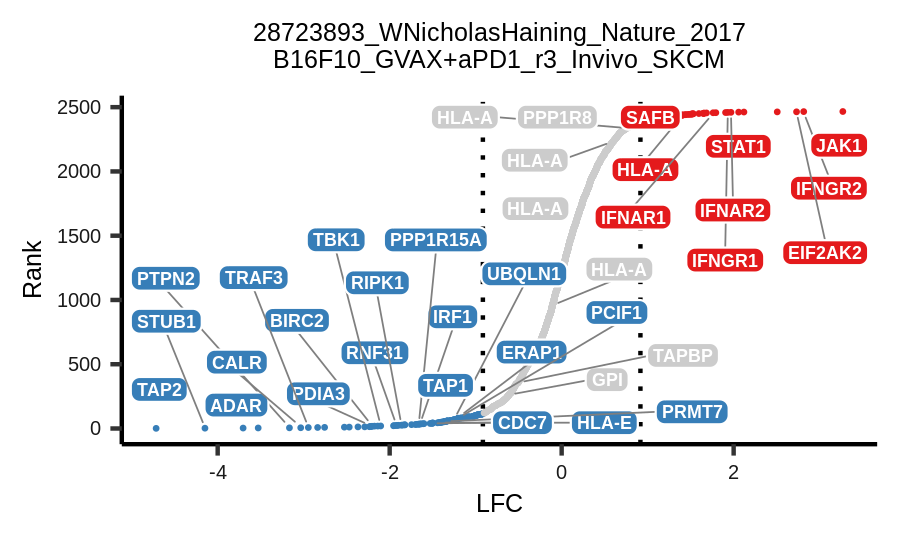 28723893_WNicholasHaining_Nature_2017
B16F10_GVAX+aPD1_r3_Invivo_SKCM
Rank
2500
2000
1500
1000
500
0
HLA-A
PPP1R8
SAFB
HLA-A
HLA-A
STAT1
JAK1
IFNGR2
HLA-A
IFNAR1
IFNAR2
TBK1
PPP1R15A
IFNGR1
EIF2AK2
PTPN2
TRAF3
RIPK1
UBQLN1
HLA-A
STUB1
BIRC2
IRF1
PCIF1
CALR
RNF31
ERAP1
TAPBP
TAP2
PDIA3
TAP1
GPI
ADAR
CDC7
HLA-E
PRMT7
-4
-2
0
2
LFC